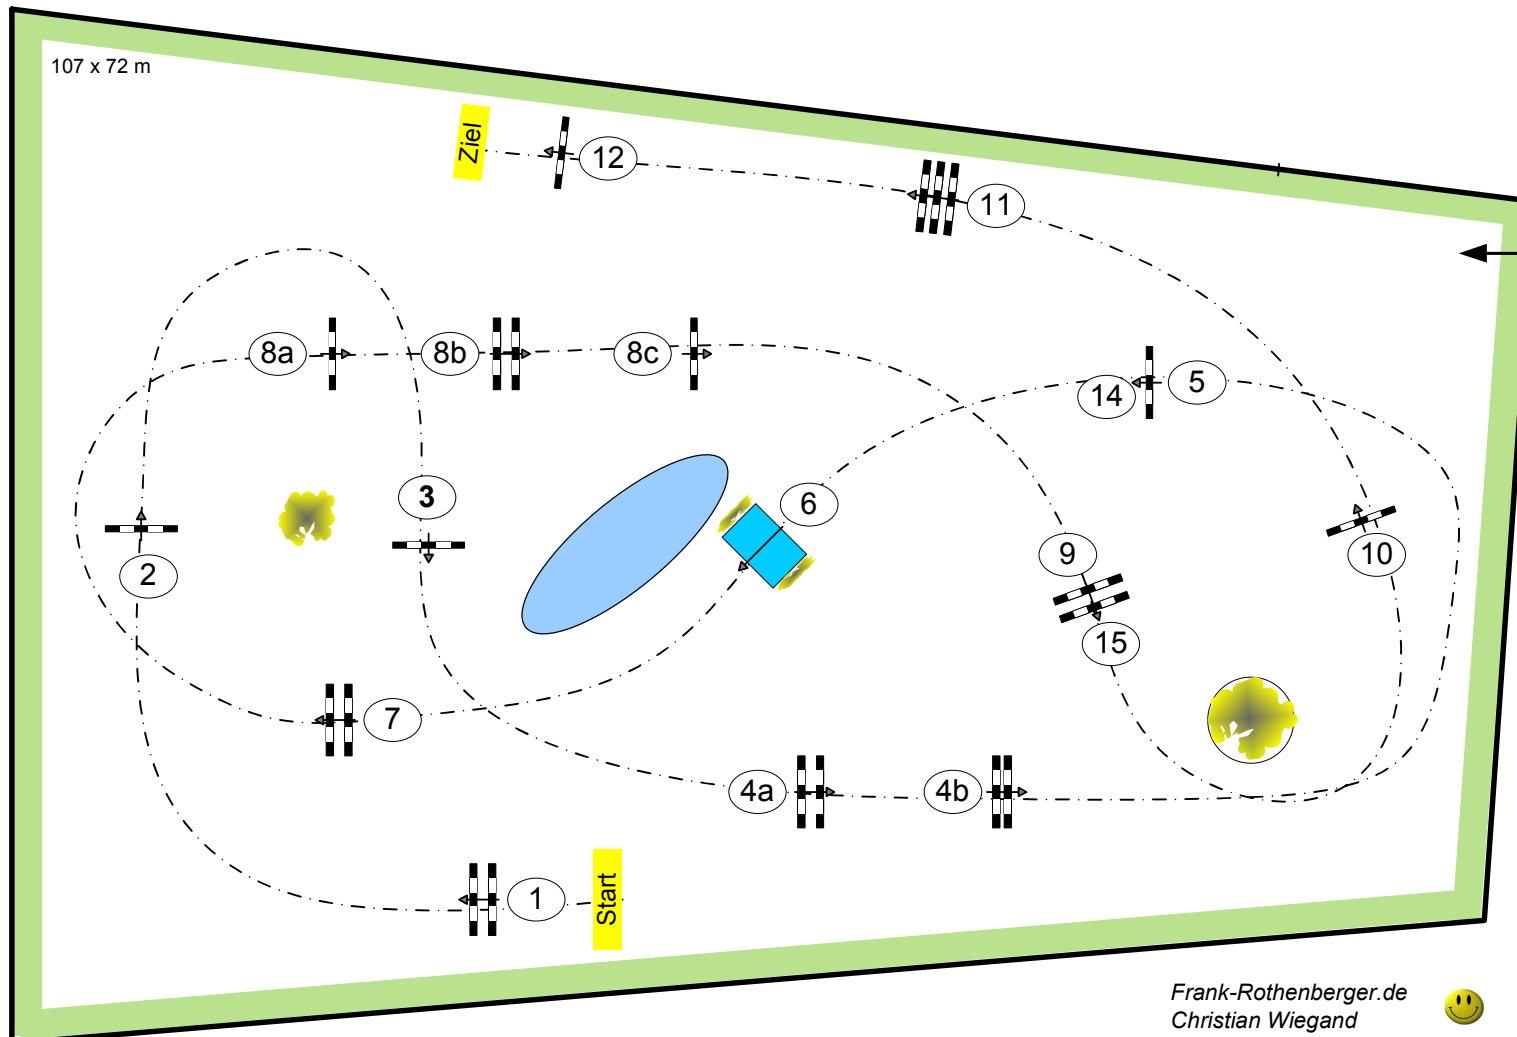 107 x 72 m
Ziel
12
11
8a
8b
8c
14
5
3
6
2
9
10
15
7
4a
4b
1
Start
Frank-Rothenberger.de
Christian Wiegand